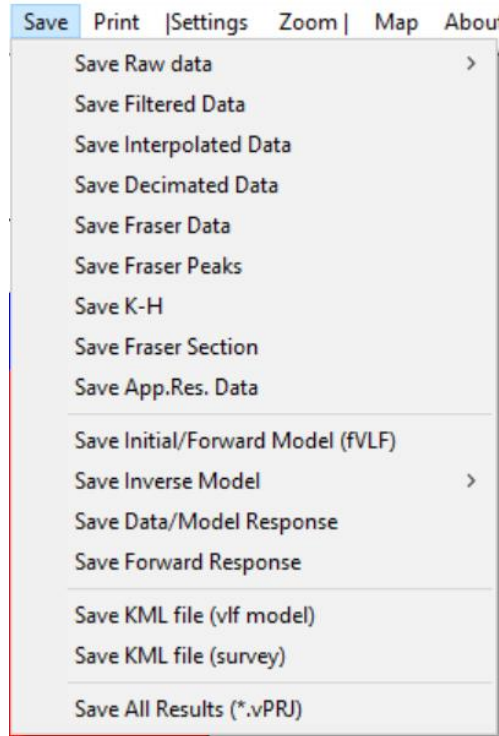 Save Print |Settings Zoom | Map About
Save Raw data >
Save Filtered Data
Save Interpolated Data
Save Decimated Data
Save Fraser Data
Save Fraser Peaks
Save K-H
Save Fraser Section
Save App.Res. Data
Save Initial/Forward Model (fVLF)
Save Inverse Model >
Save Data/Model Response
Save Forward Response
Save KML file (vlf model)
Save KML file (survey)
Save All Results (*.vPRJ)